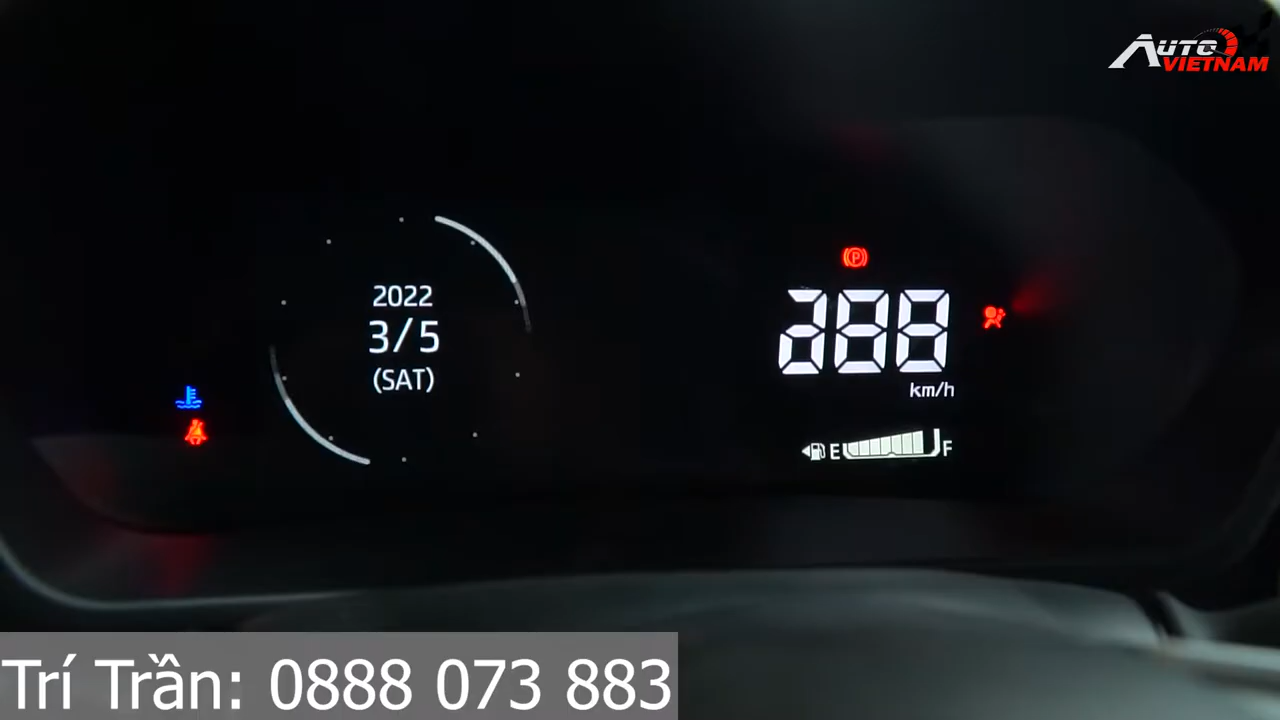 AUTO
VIETNAM
2022
3/5
(SAT)
288
km/h
E F
Trí Trần: 0888 073 883